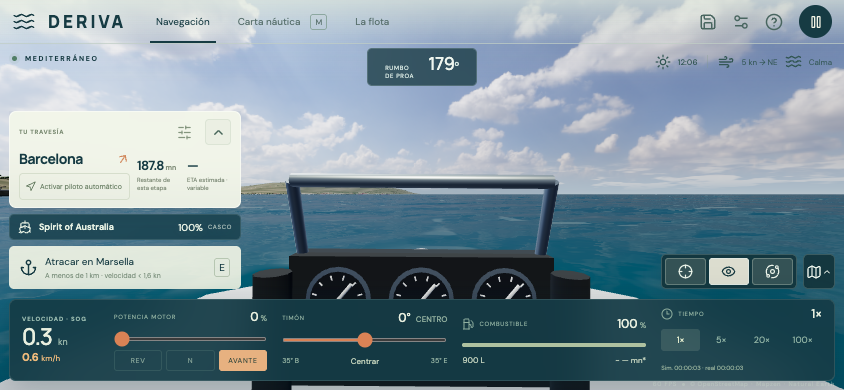 DERIVA
Navegación
Carta náutica M
La flota
MEDITERRÁNEO
RUMBO DE PROA 179°
12:06
5 kn → NE
Calma
TU TRAVESÍA
Barcelona
187.8 mn
Restante de esta etapa
—
ETA estimada · variable
Activar piloto automático
Spirit of Australia 100% CASCO
Atracar en Marsella E
A menos de 1 km · velocidad < 1,6 kn
VELOCIDAD · SOG
0.3 kn
0.6 km/h
POTENCIA MOTOR 0 %
REV N AVANTE
TIMÓN 0° CENTRO
35° B Centrar 35° E
COMBUSTIBLE 100 %
900 L
TIEMPO 1×
1× 5× 20× 100×
Sim. 00:00:03 · real 00:00:03